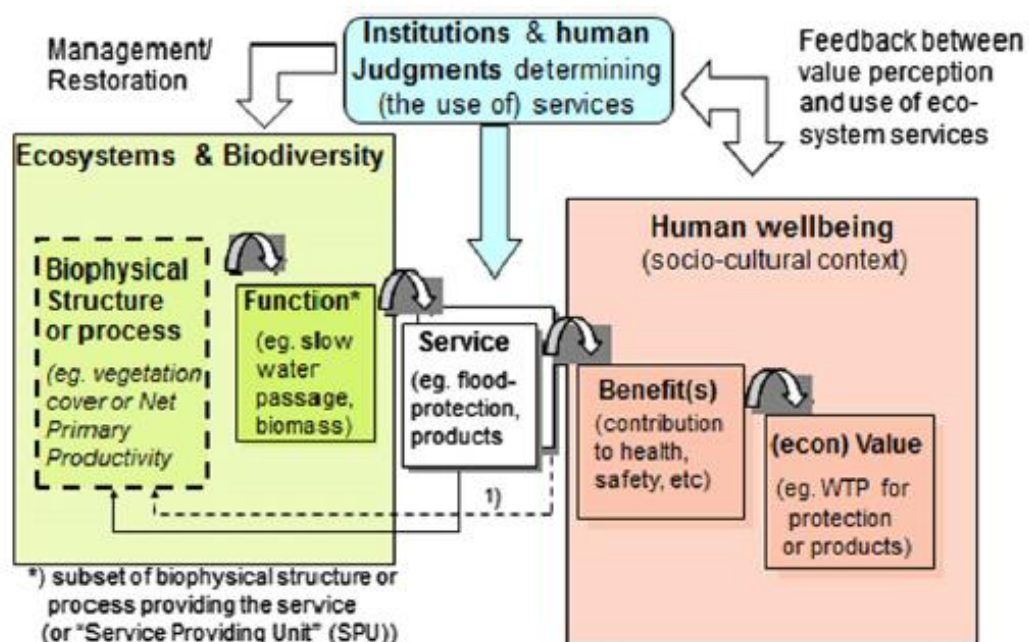 Management/
Restoration
Institutions & human
Judgments determining
(the use of) services
Feedback between
value perception
and use of eco-
system services
Ecosystems & Biodiversity
Biophysical
Structure
or process
(eg. vegetation
cover or Net
Primary
Productivity
Function*
(eg. slow
water
passage,
biomass)
Service
(eg. flood-
protection,
products
1)
Human wellbeing
(socio-cultural context)
Benefit(s)
(contribution
to health,
safety, etc)
(econ) Value
(eg. WTP for
protection
or products)
*) subset of biophysical structure or
process providing the service
(or "Service Providing Unit" (SPU))